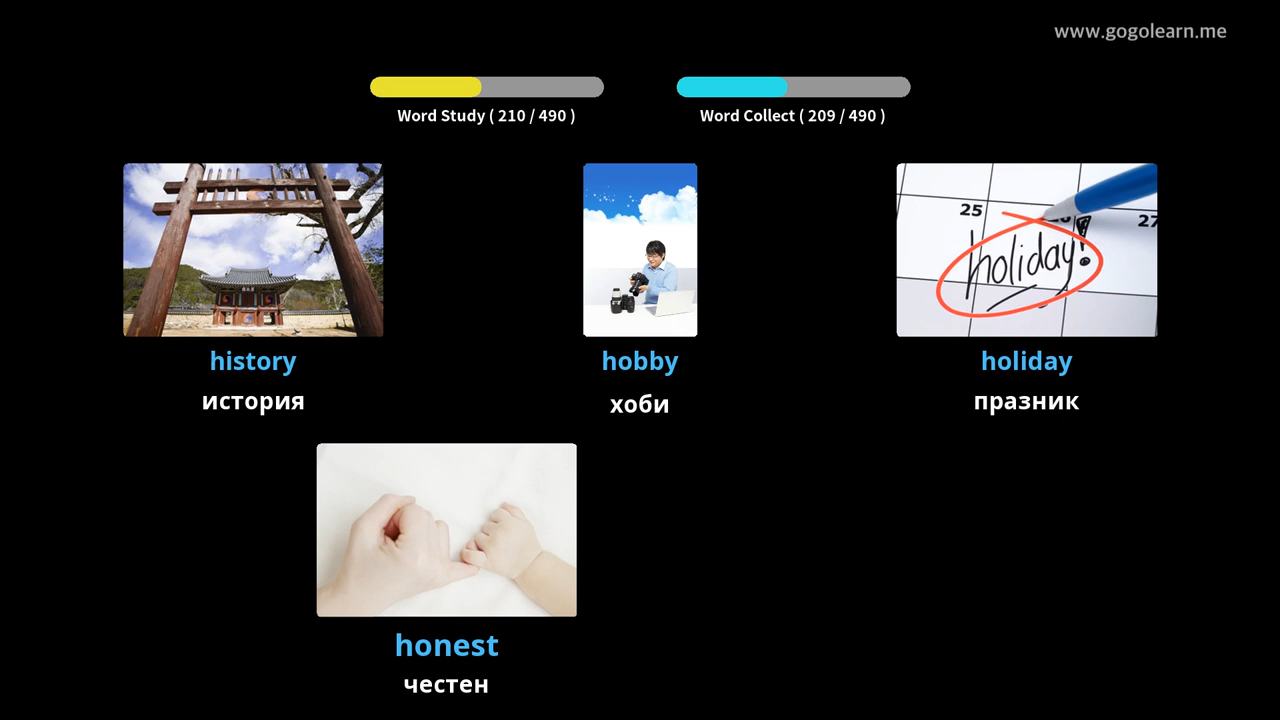 www.gogolearn.me
Word Study ( 210 / 490 )
Word Collect ( 209 / 490 )
25
27
holiday!
history
hobby
holiday
история
хоби
празник
honest
честен